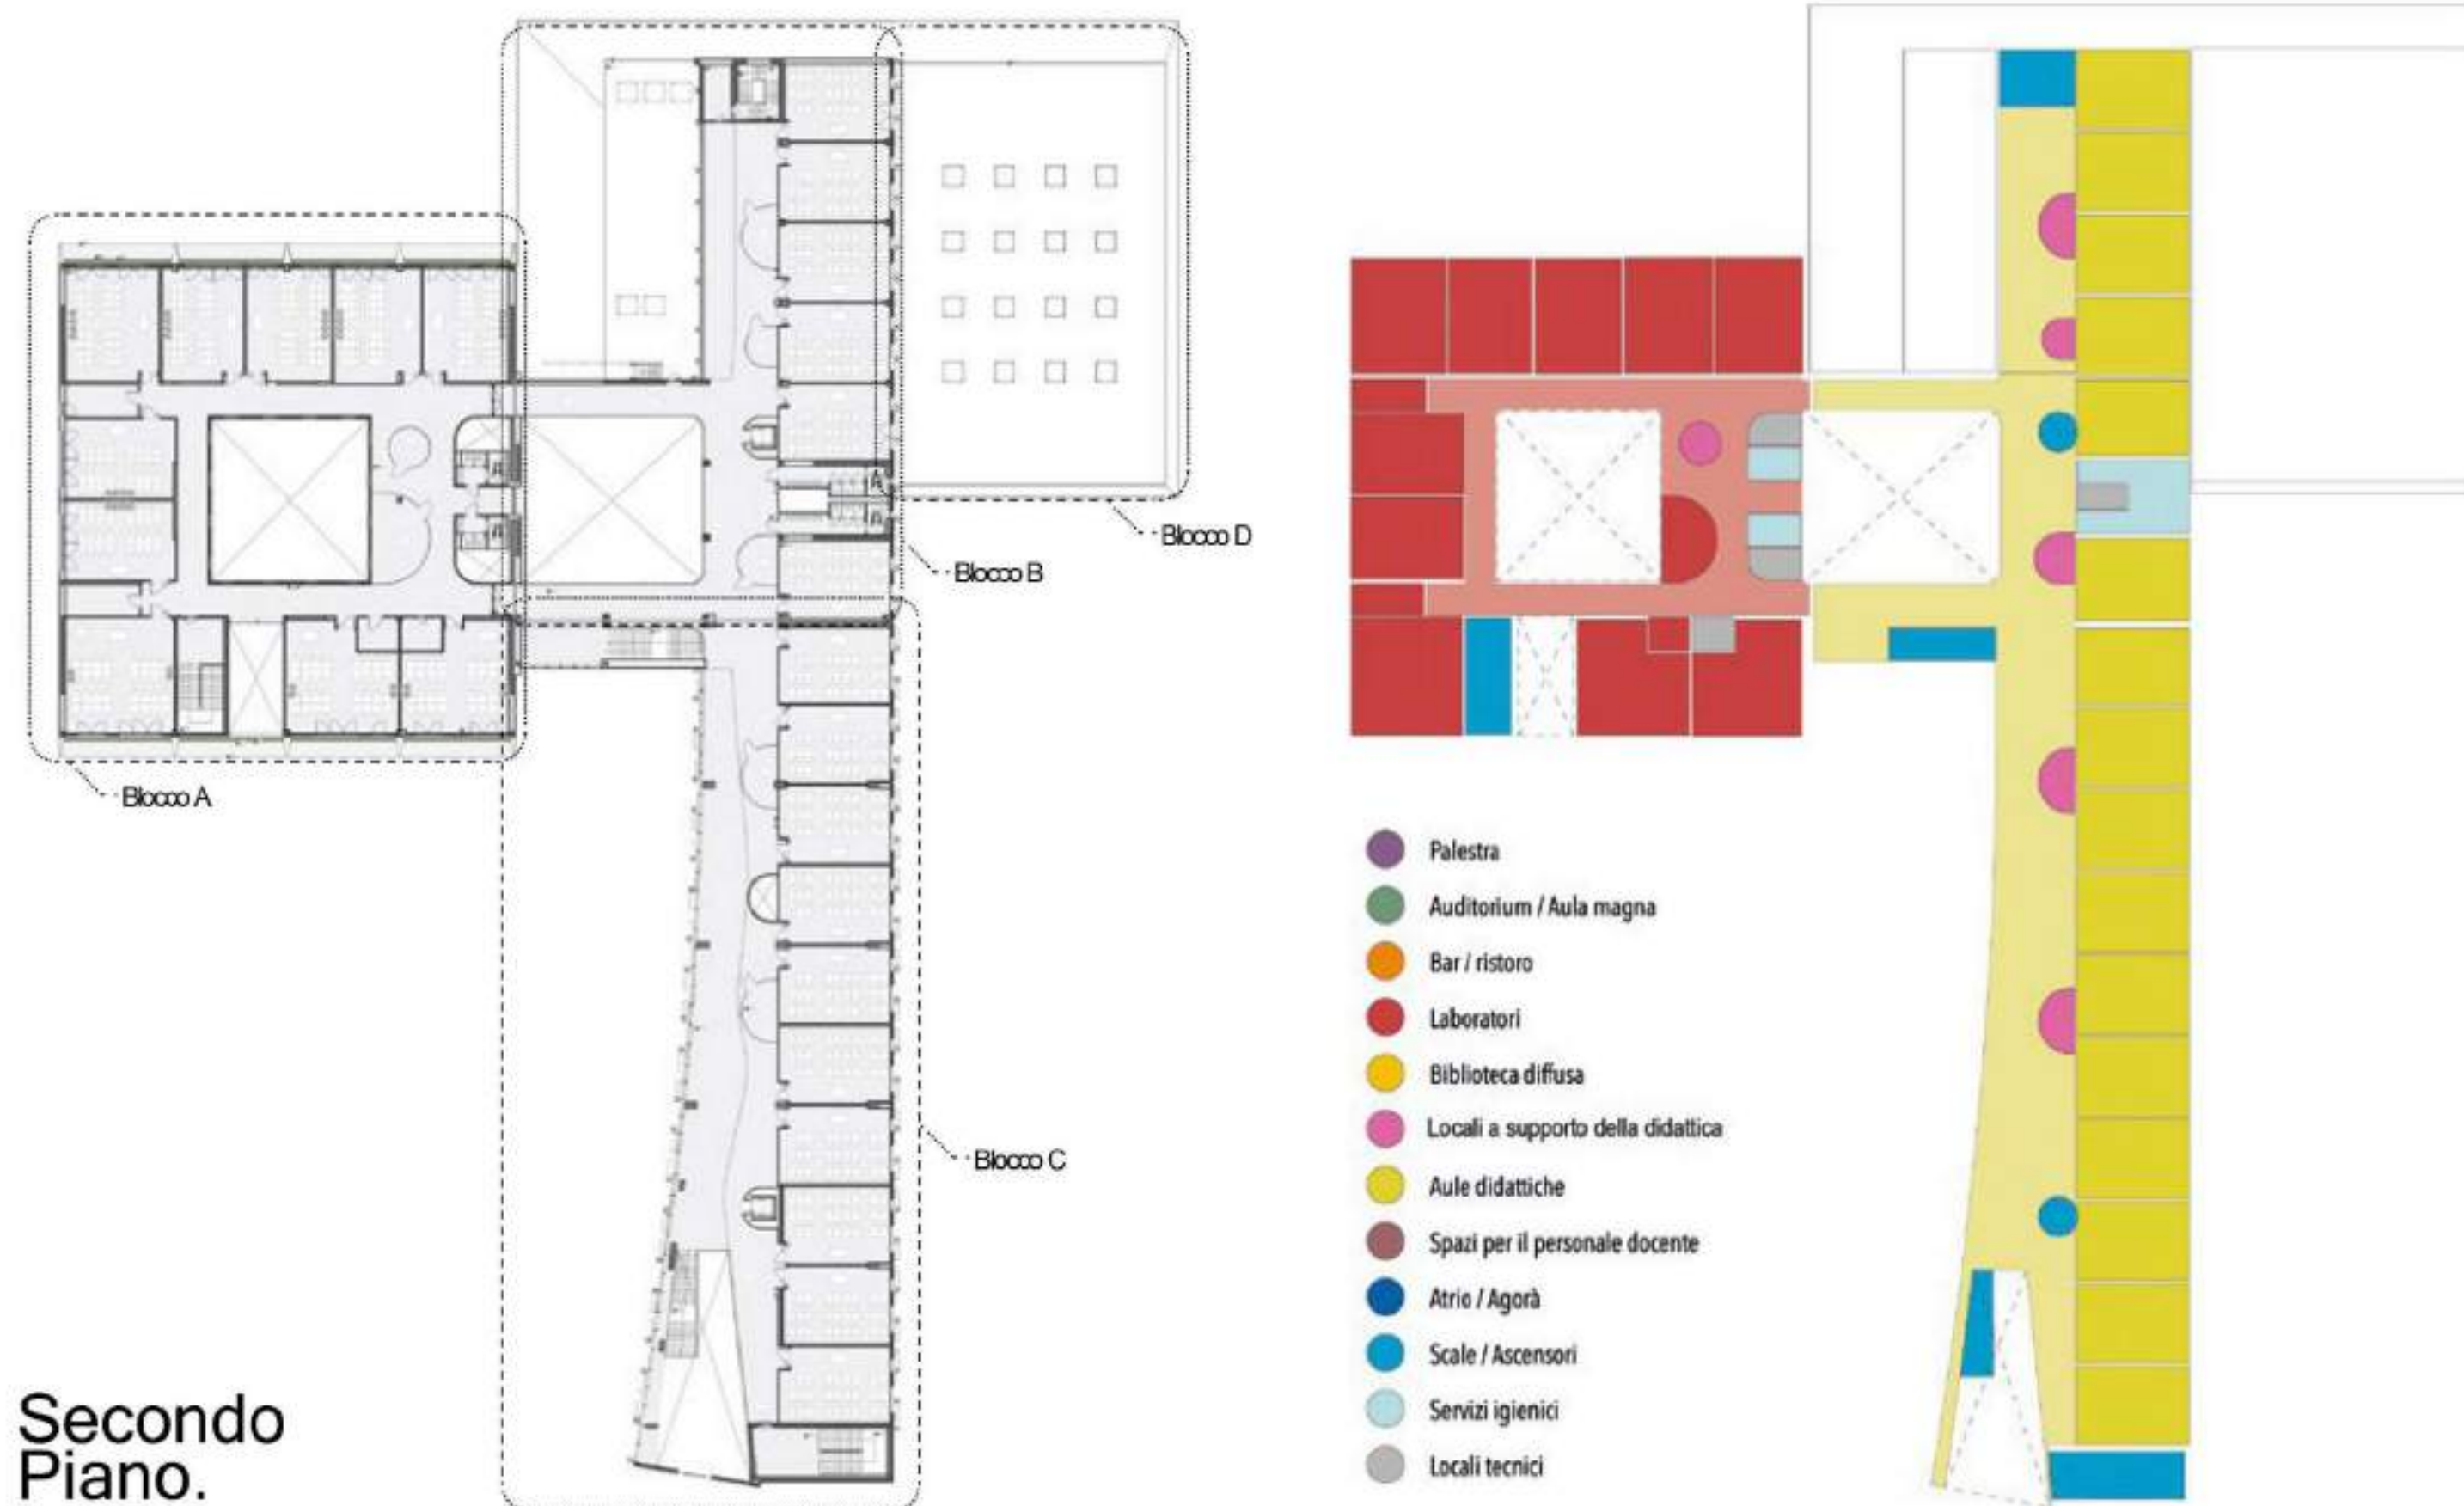 Blocco D
Blocco B
Blocco A
Blocco C
Secondo
Piano.
Palestra
Auditorium / Aula magna
Bar / ristoro
Laboratori
Biblioteca diffusa
Locali a supporto della didattica
Aule didattiche
Spazi per il personale docente
Atrio / Agorà
Scale / Ascensori
Servizi igienici
Locali tecnici